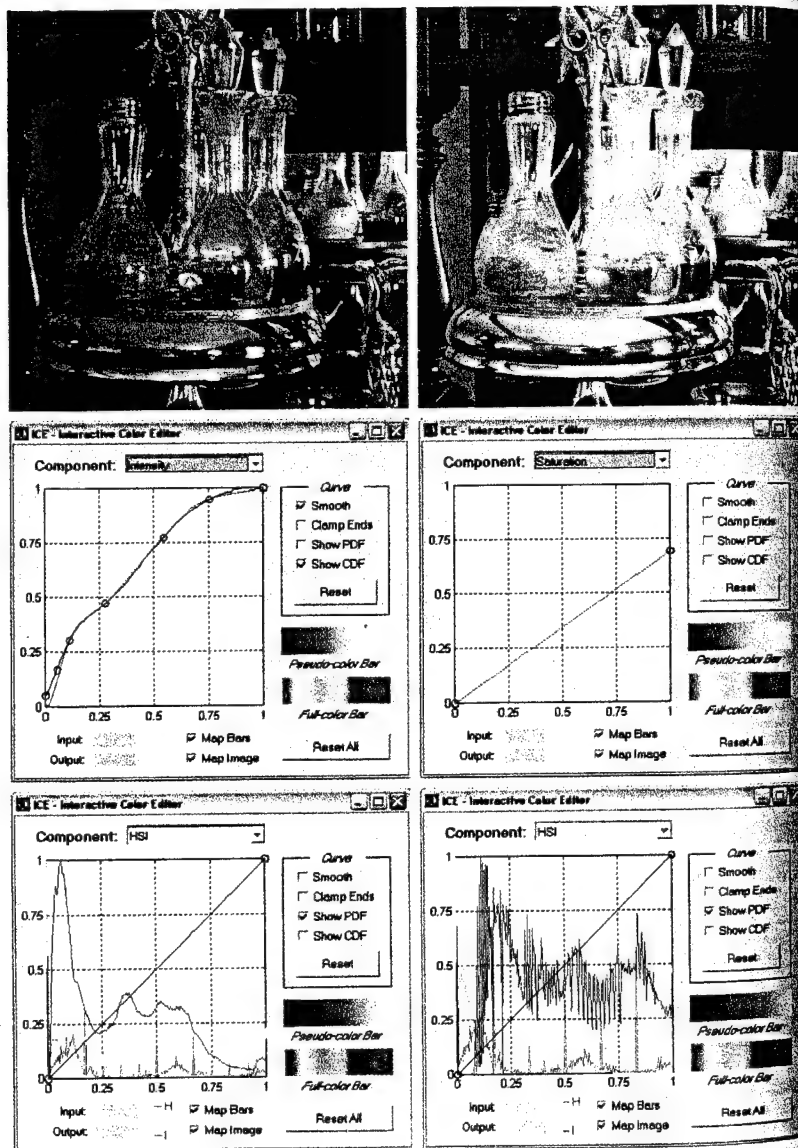 ICE - Interactive Color Editor
Component: Intensity
Curve
Smooth
Clamp Ends
Show PDF
Show CDF
Reset
1
0.75
0.5
0.25
0
0 0.25 0.5 0.75 1
Pseudo-color Bar
Full-color Bar
Input:
Output:
Map Bars
Map Image
Reset All
ICE - Interactive Color Editor
Component: Saturation
Curve
Smooth
Clamp Ends
Show PDF
Show CDF
Reset
1
0.75
0.5
0.25
0
0 0.25 0.5 0.75 1
Pseudo-color Bar
Full-color Bar
Input:
Output:
Map Bars
Map Image
Reset All
ICE - Interactive Color Editor
Component: HSI
Curve
Smooth
Clamp Ends
Show PDF
Show CDF
Reset
1
0.75
0.5
0.25
0
0 0.25 0.5 0.75 1
Pseudo-color Bar
Full-color Bar
Input: -H
Output: -I
Map Bars
Map Image
Reset All
ICE - Interactive Color Editor
Component: HSI
Curve
Smooth
Clamp Ends
Show PDF
Show CDF
Reset
1
0.75
0.5
0.25
0
0 0.25 0.5 0.75 1
Pseudo-color Bar
Full-color Bar
Input: -H
Output: -I
Map Bars
Map Image
Reset All